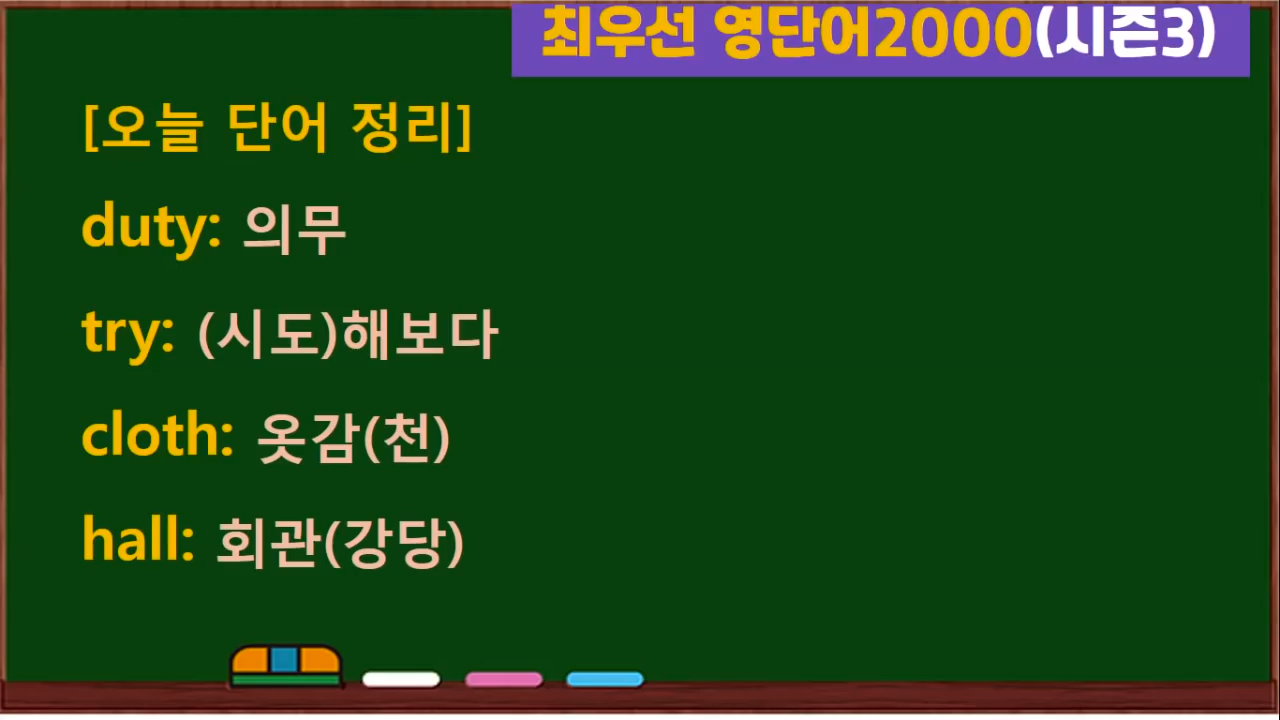 최우선 영단어2000(시즌3)
[오늘 단어 정리]
duty: 의무
try: (시도)해보다
cloth: 옷감(천)
hall: 회관(강당)